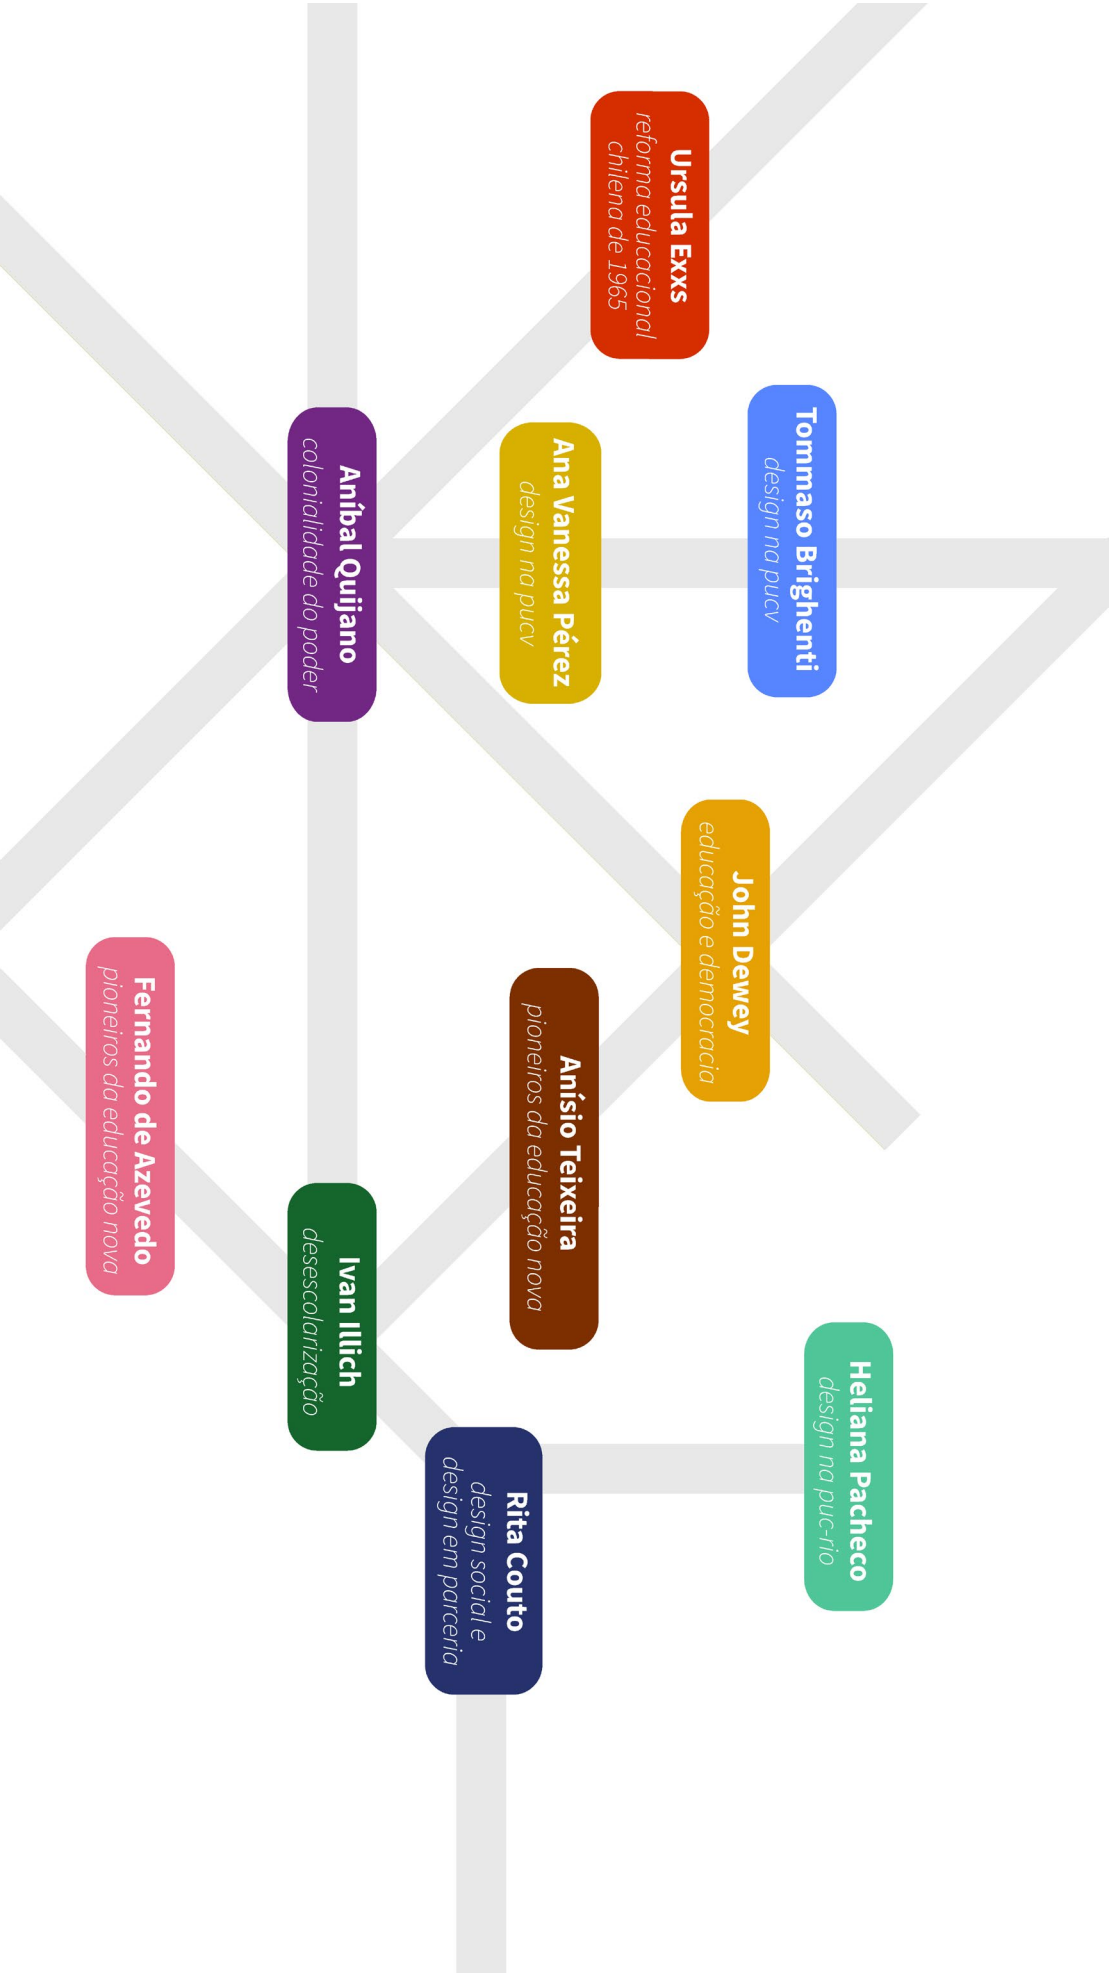 Heliana Pacheco
design na puc-rio
Tommaso Brighenti
design na pucv
John Dewey
educação e democracia
Ursula Exxs
reforma educacional
chilena de 1965
Ana Vanessa Pérez
design na pucv
Anísio Teixeira
pioneiros da educação nova
Rita Couto
design social e
design em parceria
Aníbal Quijano
colonialidade do poder
Ivan Illich
desescolarização
Fernando de Azevedo
pioneiros da educação nova